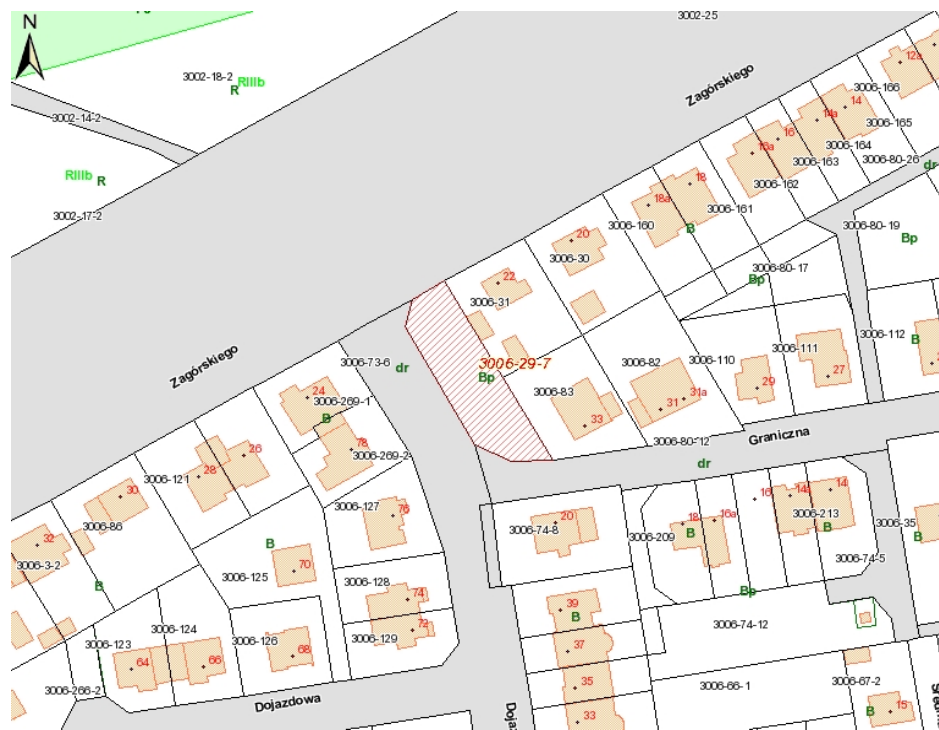 N
3002-25
3002-18-2
RIIIb
R
3002-14-2
RIIIb
R
3002-17-2
Zagórskiego
12a
3006-166
14
14a
3006-165
16
3006-164
16a
3006-163
3006-80-26
dr
3006-162
18
18a
3006-161
3006-160
B
3006-80-19
Bp
20
3006-30
3006-80-17
Bp
22
3006-31
3006-112
B
3006-111
27
3006-110
29
3006-82
31a
31
3006-29-7
Bp
3006-83
33
Zagórskiego
3006-73-6
dr
24
3006-269-1
B
78
3006-269-2
3006-80-12
Graniczna
dr
26
28
3006-121
30
3006-86
32
3006-3-2
B
3006-127
76
B
3006-125
70
3006-128
74
3006-129
72
20
3006-74-8
18
16a
B
3006-209
16
14a
14
3006-213
B
3006-35
B
3006-74-5
Bp
3006-74-12
39
B
37
35
33
3006-66-1
3006-67-2
B
15
3006-123
3006-124
3006-126
68
64
66
3006-266-2
Dojazdowa